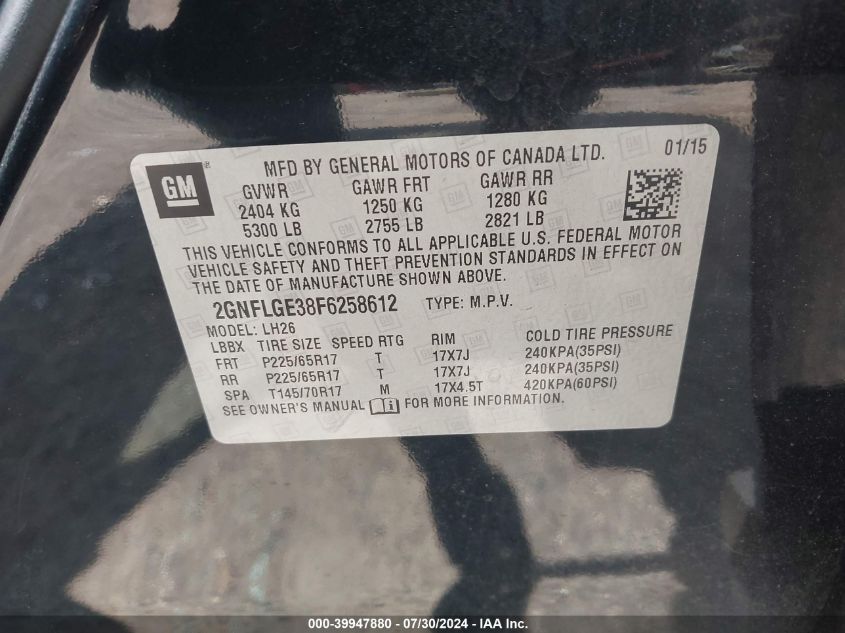 GM ®
MFD BY GENERAL MOTORS OF CANADA LTD.
01/15
GVWR GAWR FRT GAWR RR
2404 KG 1250 KG 1280 KG
5300 LB 2755 LB 2821 LB
THIS VEHICLE CONFORMS TO ALL APPLICABLE U.S. FEDERAL MOTOR
VEHICLE SAFETY AND THEFT PREVENTION STANDARDS IN EFFECT ON
THE DATE OF MANUFACTURE SHOWN ABOVE.
2GNFLGE38F6258612 TYPE: M.P.V.
MODEL: LH26
LBBX TIRE SIZE SPEED RTG RIM COLD TIRE PRESSURE
FRT P225/65R17 T 17X7J 240KPA(35PSI)
RR P225/65R17 T 17X7J 240KPA(35PSI)
SPA T145/70R17 M 17X4.5T 420KPA(60PSI)
SEE OWNER'S MANUAL FOR MORE INFORMATION.
000-39947880 - 07/30/2024 - IAA Inc.